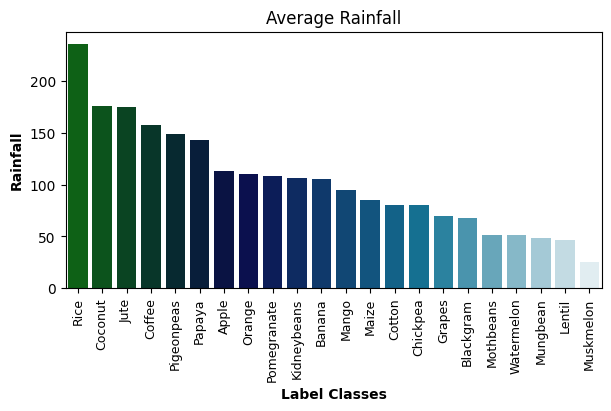 Average Rainfall
Rainfall
200
150
100
50
0
Rice
Coconut
Jute
Coffee
Pigeonpeas
Papaya
Apple
Orange
Pomegranate
Kidneybeans
Banana
Mango
Maize
Cotton
Chickpea
Grapes
Blackgram
Mothbeans
Watermelon
Mungbean
Lentil
Muskmelon
Label Classes